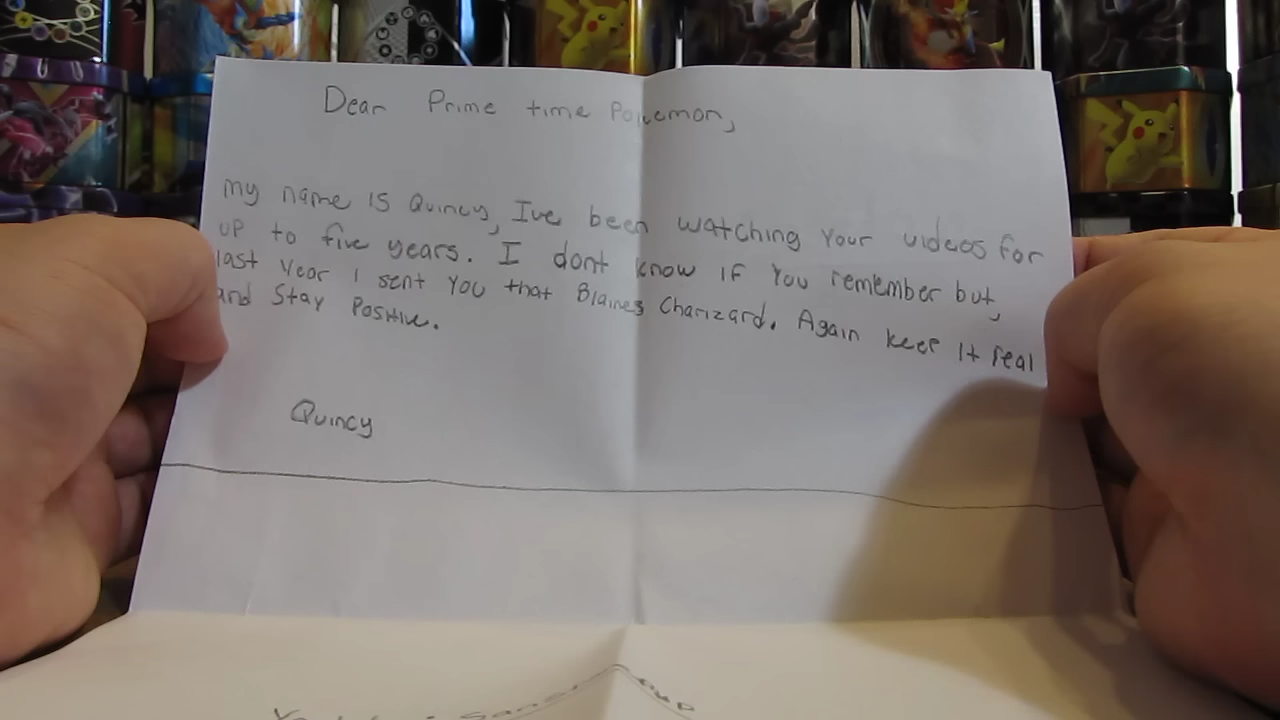 Dear Prime time Pokemon,
My name is Quincy, Ive been watching Your videos for
up to five years. I dont know if You remember but,
last Year I sent You that Blaines Charizard. Again keep it real
and Stay Positive.
Quincy